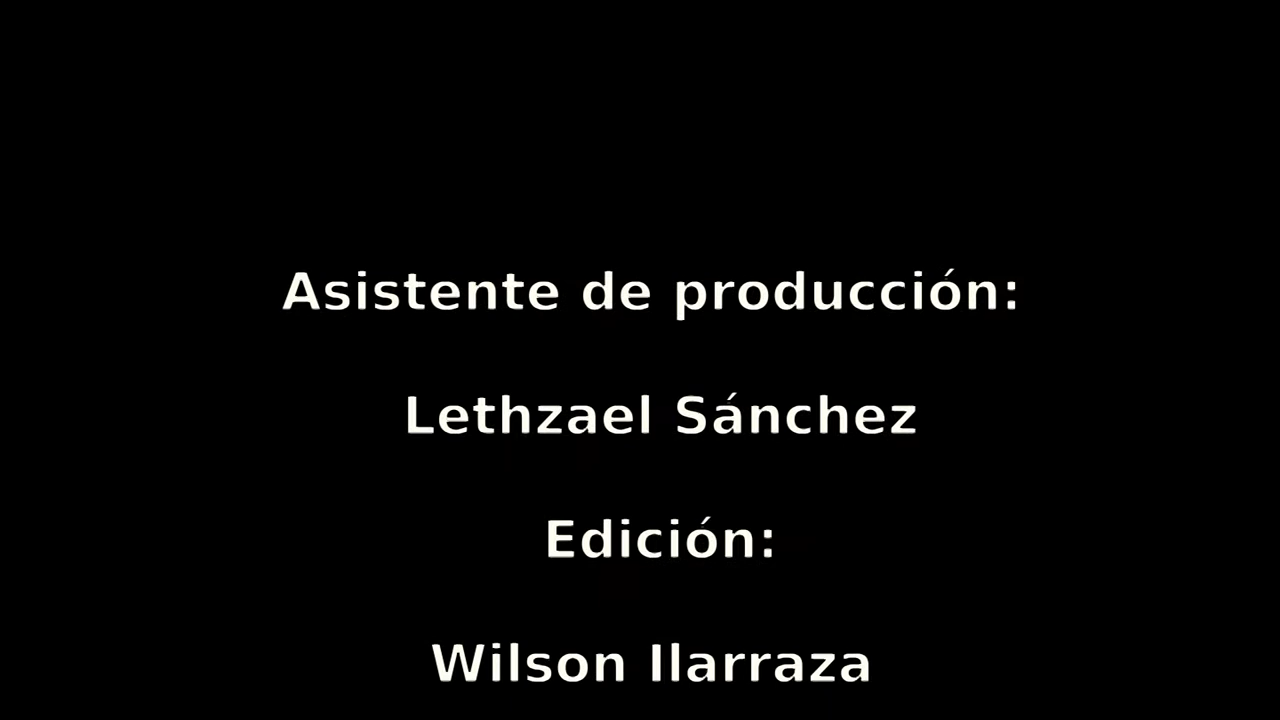 Asistente de producción:
Lethzael Sánchez
Edición:
Wilson Ilarraza